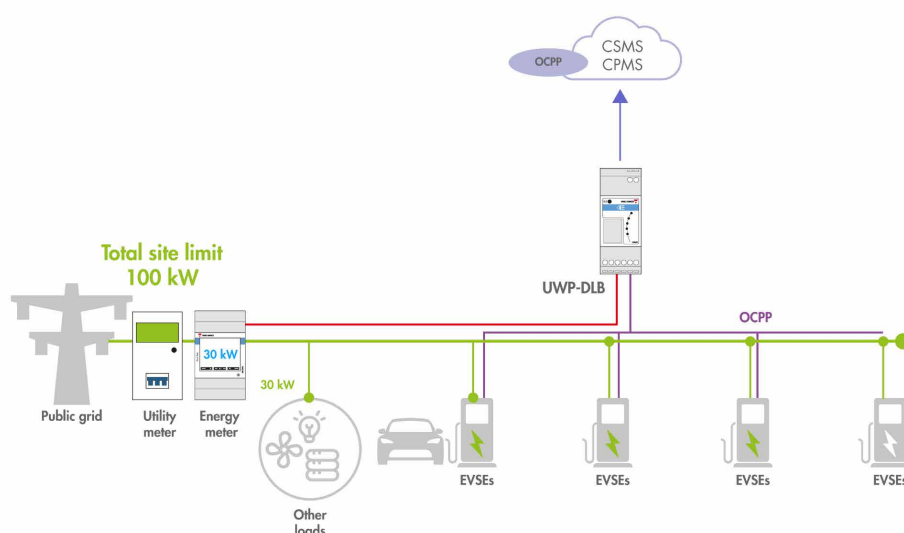 CSMS
CPMS
OCPP
Total site limit
100 kW
UWP-DLB
OCPP
30 kW
30 kW
Public grid
Utility
meter
Energy
meter
EVSEs
EVSEs
EVSEs
EVSEs
Other
loads